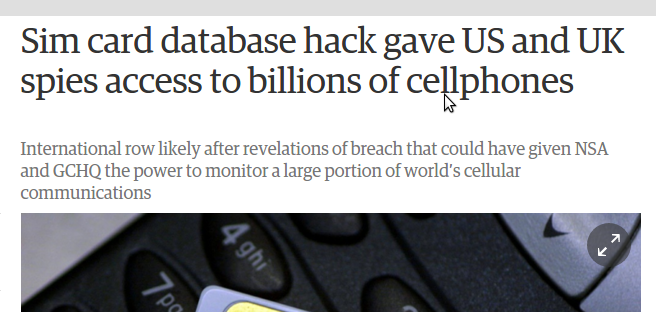 Sim card database hack gave US and UK
spies access to billions of cellphones
International row likely after revelations of breach that could have given NSA
and GCHQ the power to monitor a large portion of world's cellular
communications
4 ghi
7pq